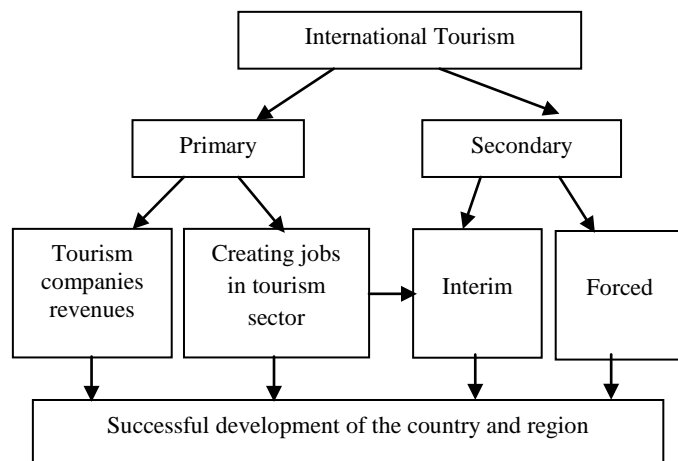 International Tourism
Primary
Secondary
Tourism
companies
revenues
Creating jobs
in tourism
sector
Interim
Forced
Successful development of the country and region